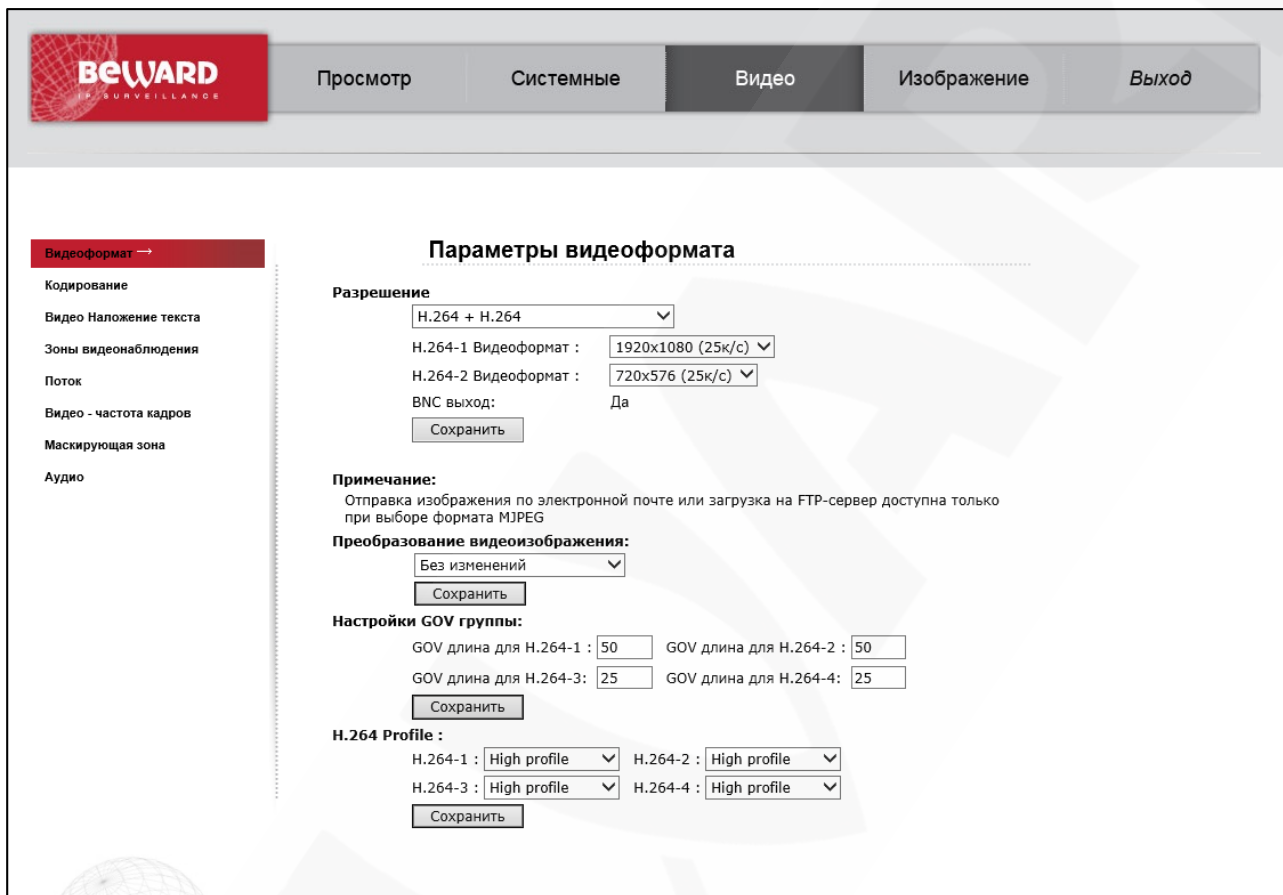 BEWARD
IP SURVEILLANCE
Просмотр
Системные
Видео
Изображение
Выход
Видеоформат →
Кодирование
Видео Наложение текста
Зоны видеонаблюдения
Поток
Видео - частота кадров
Маскирующая зона
Аудио
Параметры видеоформата
Разрешение
H.264 + H.264
H.264-1 Видеоформат : 1920x1080 (25к/с)
H.264-2 Видеоформат : 720x576 (25к/с)
BNC выход: Да
Сохранить
Примечание:
Отправка изображения по электронной почте или загрузка на FTP-сервер доступна только
при выборе формата MJPEG
Преобразование видеоизображения:
Без изменений
Сохранить
Настройки GOV группы:
GOV длина для H.264-1 : 50 GOV длина для H.264-2 : 50
GOV длина для H.264-3: 25 GOV длина для H.264-4: 25
Сохранить
H.264 Profile :
H.264-1 : High profile H.264-2 : High profile
H.264-3 : High profile H.264-4 : High profile
Сохранить